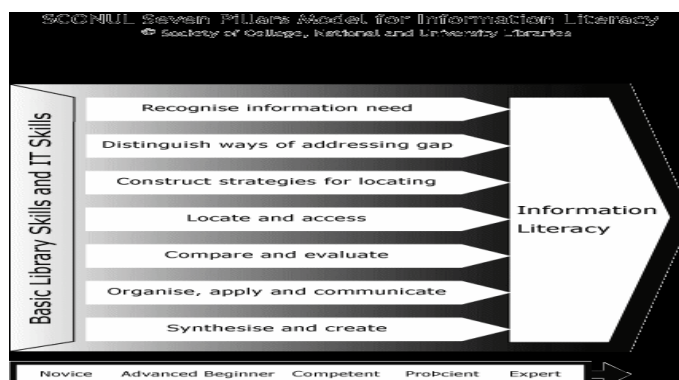 SCONUL Seven Pillars Model for Information Literacy
© Society of College, National and University Libraries
Basic Library Skills and IT Skills
Recognise information need
Distinguish ways of addressing gap
Construct strategies for locating
Locate and access
Compare and evaluate
Organise, apply and communicate
Synthesise and create
Information
Literacy
Novice Advanced Beginner Competent ProÞcient Expert